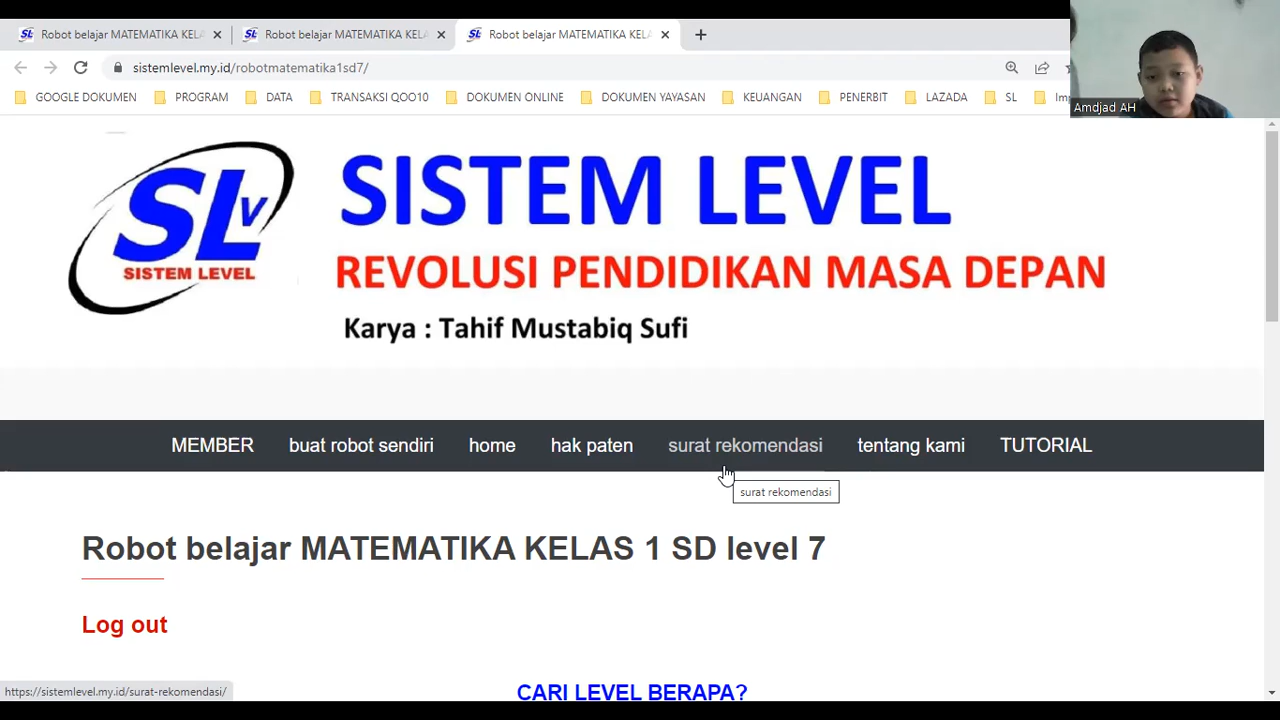 Robot belajar MATEMATIKA KELA
Robot belajar MATEMATIKA KELA
Robot belajar MATEMATIKA KELA
sistemlevel.my.id/robotmatematika1sd7/
GOOGLE DOKUMEN PROGRAM DATA TRANSAKSI QOO10 DOKUMEN ONLINE DOKUMEN YAYASAN KEUANGAN PENERBIT LAZADA SL
Amdjad AH
SL V
SISTEM LEVEL
SISTEM LEVEL
REVOLUSI PENDIDIKAN MASA DEPAN
Karya : Tahif Mustabiq Sufi
MEMBER buat robot sendiri home hak paten surat rekomendasi tentang kami TUTORIAL
surat rekomendasi
Robot belajar MATEMATIKA KELAS 1 SD level 7
Log out
CARI LEVEL BERAPA?
https://sistemlevel.my.id/surat-rekomendasi/